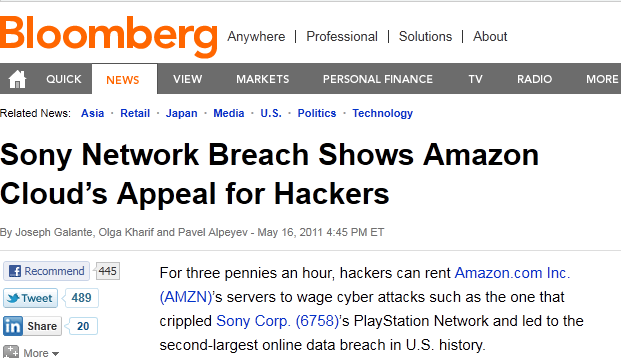 Bloomberg Anywhere | Professional | Solutions | About
QUICK NEWS VIEW MARKETS PERSONAL FINANCE TV RADIO MORE
Related News: Asia · Retail · Japan · Media · U.S. · Politics · Technology
Sony Network Breach Shows Amazon
Cloud's Appeal for Hackers
By Joseph Galante, Olga Kharif and Pavel Alpeyev - May 16, 2011 4:45 PM ET
Recommend 445
Tweet 489
Share 20
More
For three pennies an hour, hackers can rent Amazon.com Inc.
(AMZN)'s servers to wage cyber attacks such as the one that
crippled Sony Corp. (6758)'s PlayStation Network and led to the
second-largest online data breach in U.S. history.